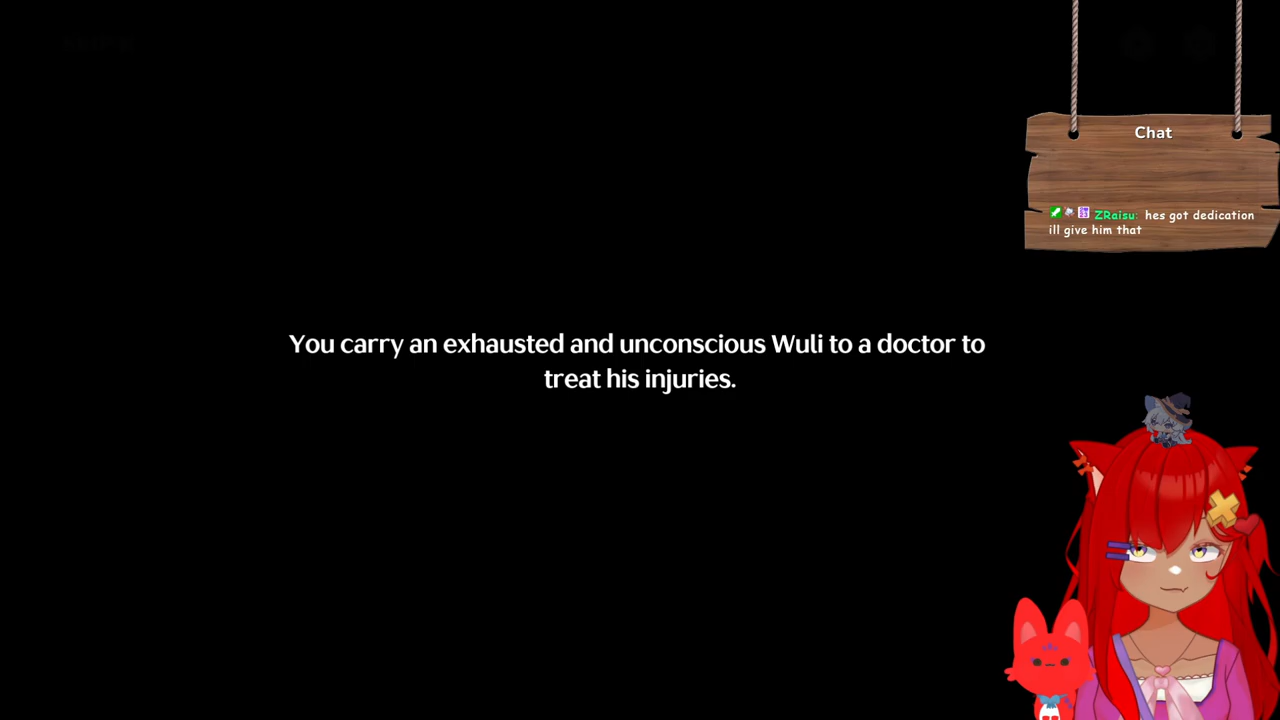 Chat
ZRaisu: hes got dedication
ill give him that
You carry an exhausted and unconscious Wuli to a doctor to
treat his injuries.